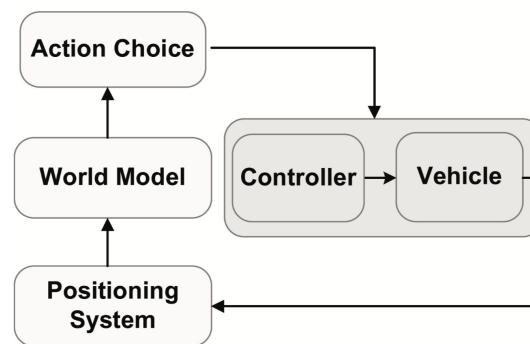 Action Choice
World Model
Controller
Vehicle
Positioning
System